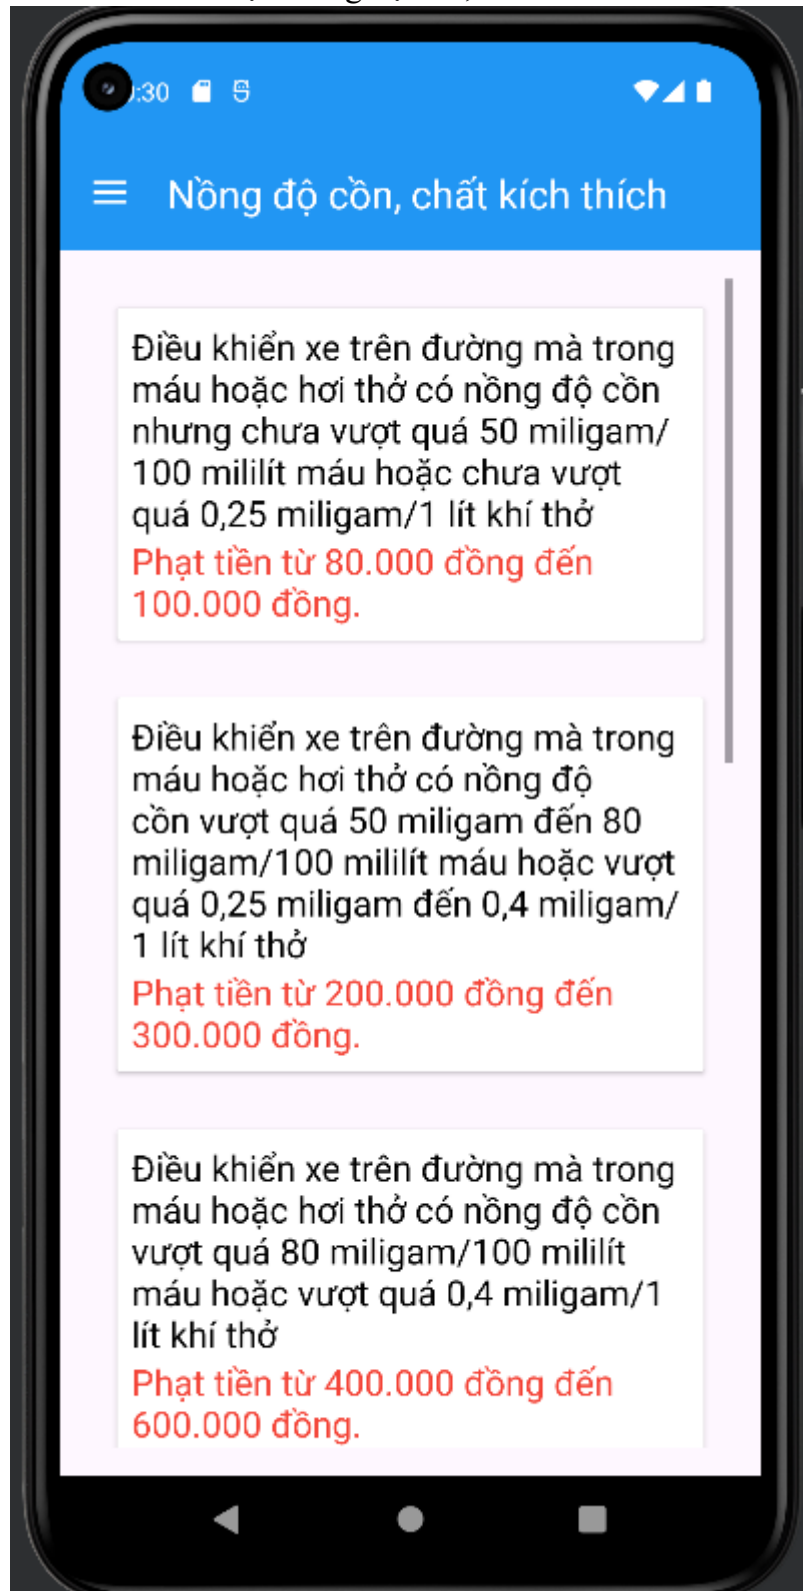 :30
Nồng độ cồn, chất kích thích
Điều khiển xe trên đường mà trong
máu hoặc hơi thở có nồng độ cồn
nhưng chưa vượt quá 50 miligam/
100 mililít máu hoặc chưa vượt
quá 0,25 miligam/1 lít khí thở
Phạt tiền từ 80.000 đồng đến
100.000 đồng.
Điều khiển xe trên đường mà trong
máu hoặc hơi thở có nồng độ
cồn vượt quá 50 miligam đến 80
miligam/100 mililít máu hoặc vượt
quá 0,25 miligam đến 0,4 miligam/
1 lít khí thở
Phạt tiền từ 200.000 đồng đến
300.000 đồng.
Điều khiển xe trên đường mà trong
máu hoặc hơi thở có nồng độ cồn
vượt quá 80 miligam/100 mililít
máu hoặc vượt quá 0,4 miligam/1
lít khí thở
Phạt tiền từ 400.000 đồng đến
600.000 đồng.